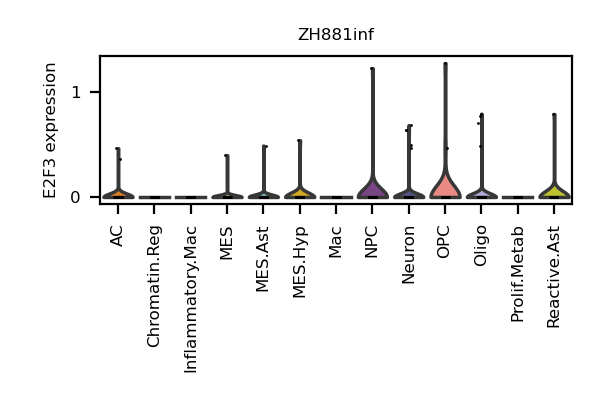 ZH881inf
E2F3 expression
1
0
AC
Chromatin.Reg
Inflammatory.Mac
MES
MES.Ast
MES.Hyp
Mac
NPC
Neuron
OPC
Oligo
Prolif.Metab
Reactive.Ast